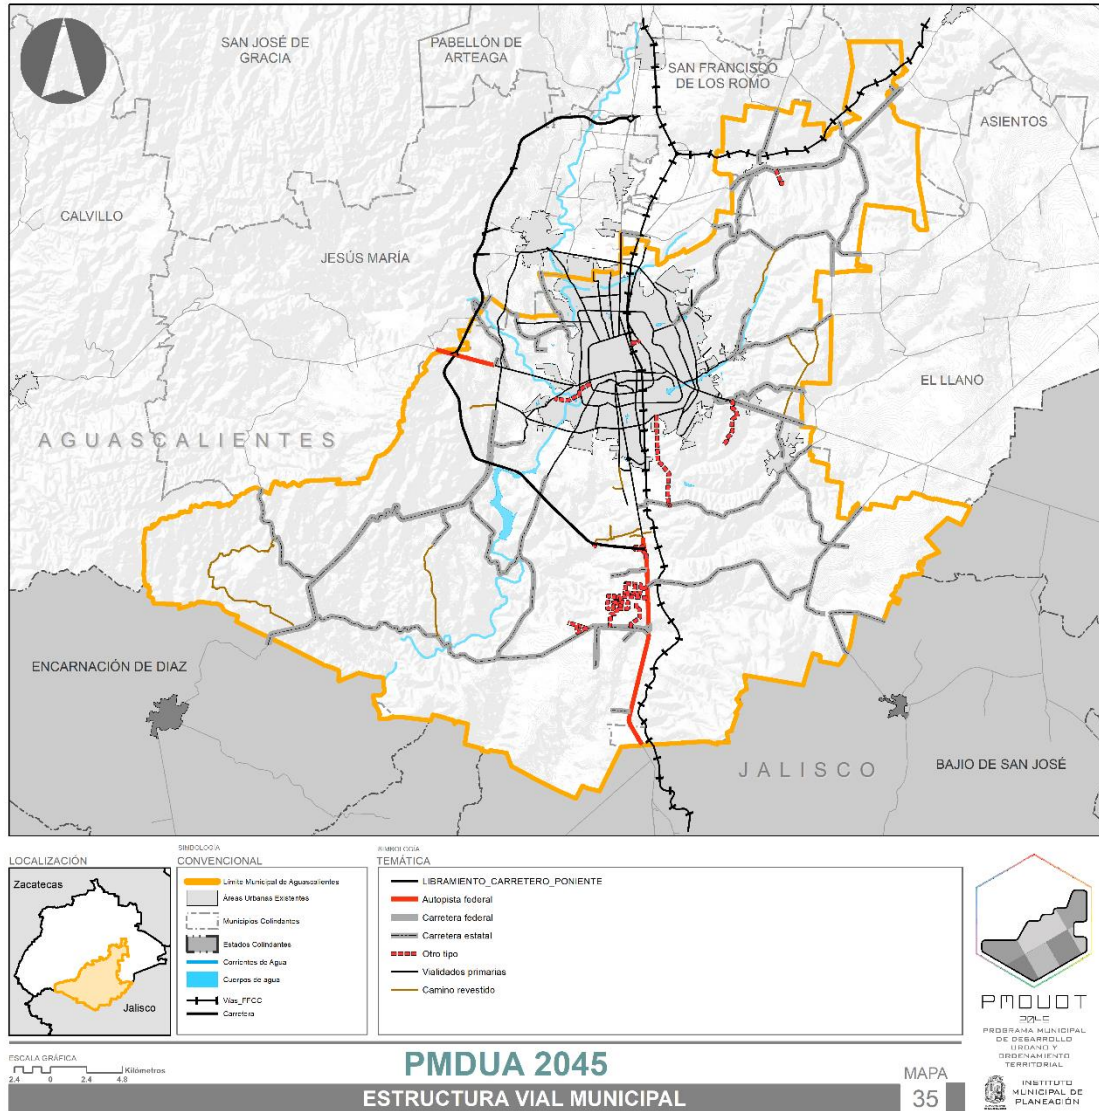 SAN JOSÉ DE
GRACIA
PABELLÓN DE
ARTEAGA
SAN FRANCISCO
DE LOS ROMO
ASIENTOS
CALVILLO
JESÚS MARÍA
EL LLANO
AGUASCALIENTES
ENCARNACIÓN DE DIAZ
JALISCO
BAJIO DE SAN JOSÉ
LOCALIZACIÓN
Zacatecas
Jalisco
SIMBOLOGÍA
CONVENCIONAL
Límite Municipal de Aguascalientes
Áreas Urbanas Existentes
Municipios Colindantes
Estados Colindantes
Corrientes de Agua
Cuerpos de agua
Vías_FFCC
Carretera
SIMBOLOGÍA
TEMÁTICA
LIBRAMIENTO_CARRETERO_PONIENTE
Autopista federal
Carretera federal
Carretera estatal
Otro tipo
Vialidades primarias
Camino revestido
PMDUOT
2045
PROGRAMA MUNICIPAL
DE DESARROLLO
URBANO Y
ORDENAMIENTO
TERRITORIAL
INSTITUTO
MUNICIPAL DE
PLANEACIÓN
ESCALA GRÁFICA
2.4 0 2.4 4.8 Kilómetros
PMDUA 2045
ESTRUCTURA VIAL MUNICIPAL
MAPA
35